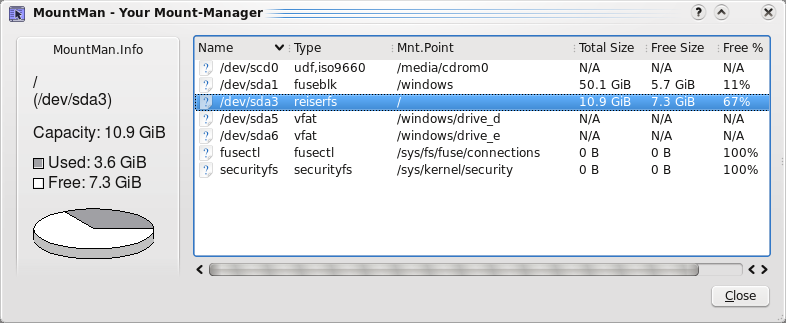 MountMan - Your Mount-Manager
MountMan.Info
/
(/dev/sda3)
Capacity: 10.9 GiB
Used: 3.6 GiB
Free: 7.3 GiB
Name Type Mnt.Point Total Size Free Size Free %
/dev/scd0 udf,iso9660 /media/cdrom0 N/A N/A N/A
/dev/sda1 fuseblk /windows 50.1 GiB 5.7 GiB 11%
/dev/sda3 reiserfs / 10.9 GiB 7.3 GiB 67%
/dev/sda5 vfat /windows/drive_d N/A N/A N/A
/dev/sda6 vfat /windows/drive_e N/A N/A N/A
fusectl fusectl /sys/fs/fuse/connections 0 B 0 B 100%
securityfs securityfs /sys/kernel/security 0 B 0 B 100%
Close